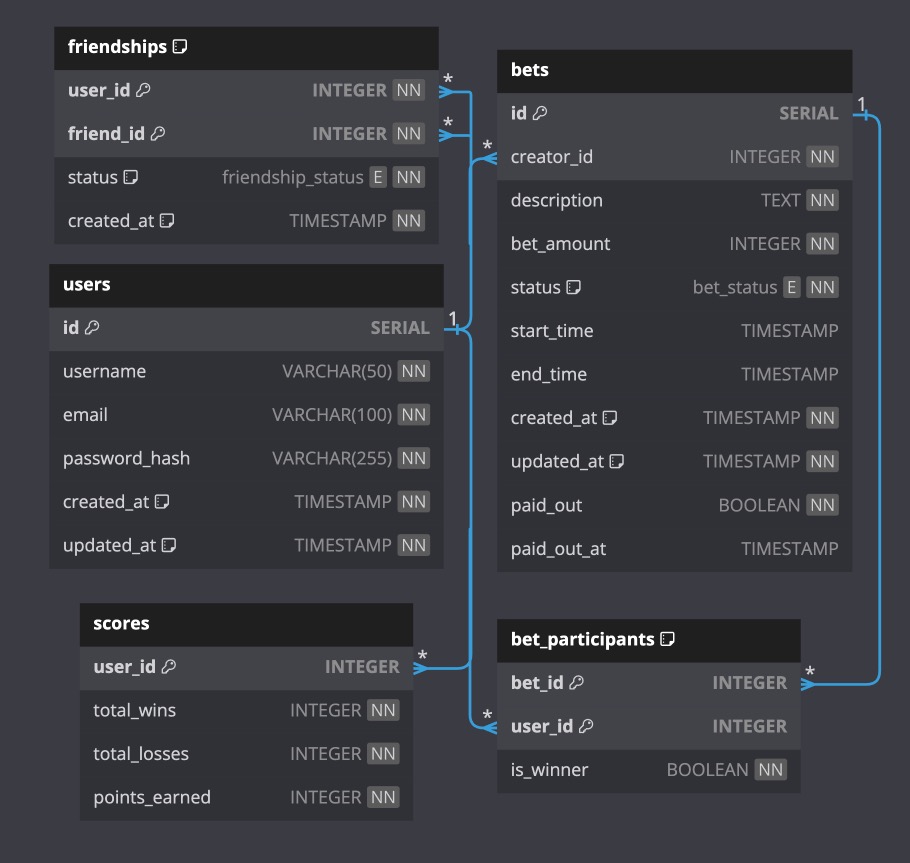 friendships
*
user_id INTEGER NN
*
friend_id INTEGER NN
status friendship_status E NN
created_at TIMESTAMP NN
users
1
id SERIAL
username VARCHAR(50) NN
email VARCHAR(100) NN
password_hash VARCHAR(255) NN
created_at TIMESTAMP NN
updated_at TIMESTAMP NN
scores
*
user_id INTEGER
total_wins INTEGER NN
total_losses INTEGER NN
points_earned INTEGER NN
bets
1
id SERIAL
*
creator_id INTEGER NN
description TEXT NN
bet_amount INTEGER NN
status bet_status E NN
start_time TIMESTAMP
end_time TIMESTAMP
created_at TIMESTAMP NN
updated_at TIMESTAMP NN
paid_out BOOLEAN NN
paid_out_at TIMESTAMP
bet_participants
*
bet_id INTEGER
*
user_id INTEGER
is_winner BOOLEAN NN